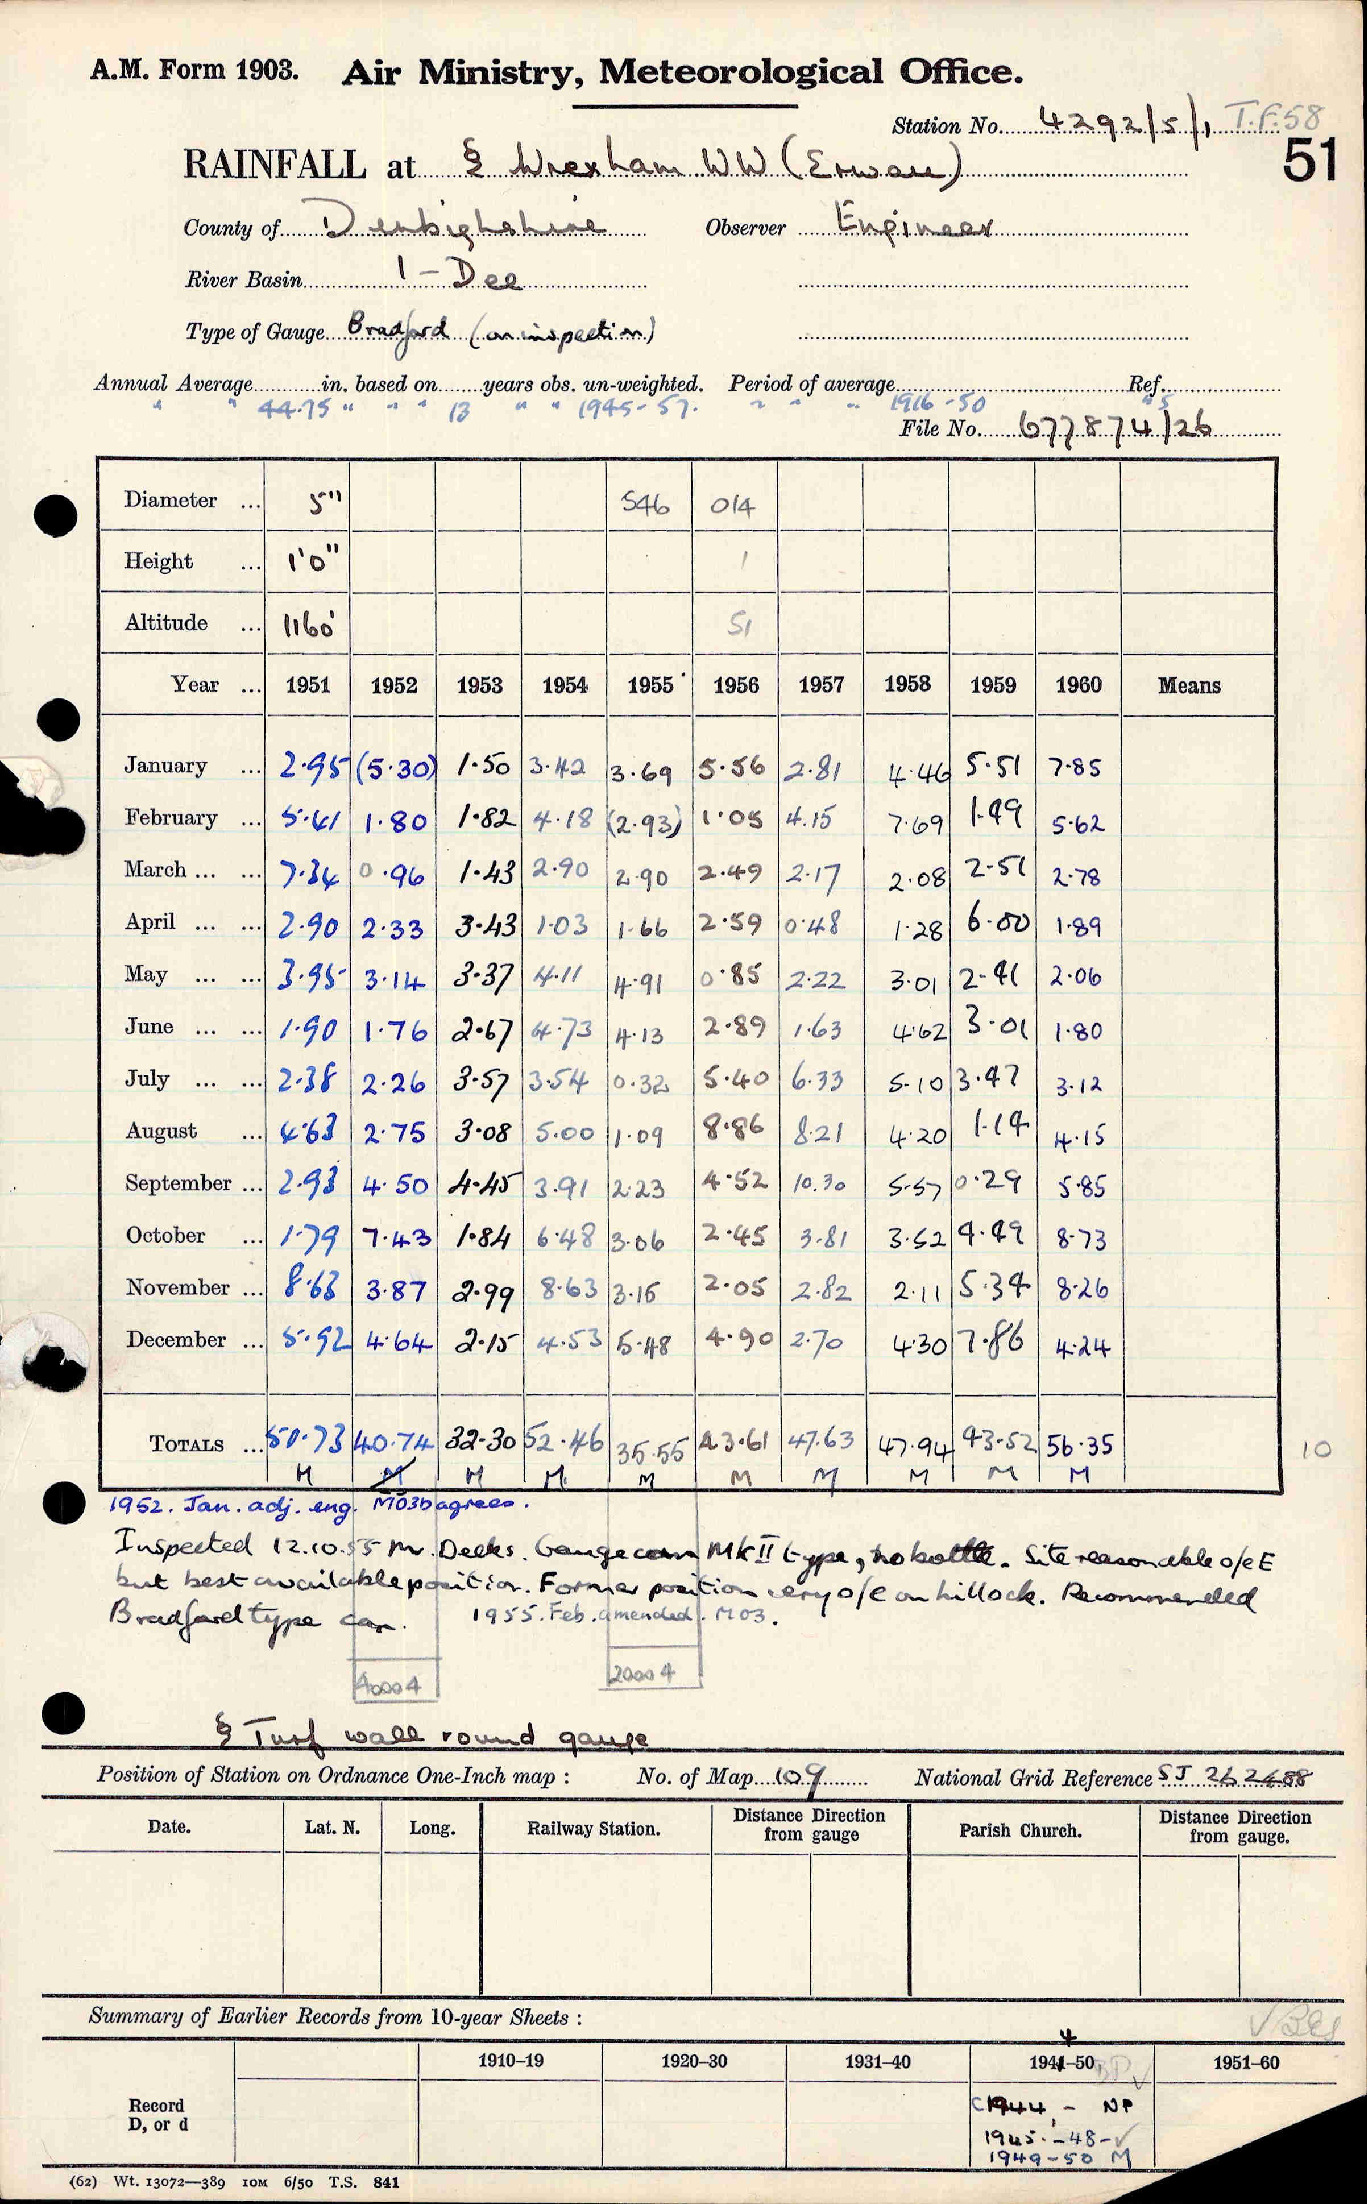 A.M. Form 1903. Air Ministry, Meteorological Office.
Station No. 4292/5/1 T.F.58
51
RAINFALL at § Wrexham WW (Erwau)
County of Denbighshire Observer Engineer
River Basin 1 - Dee
Type of Gauge Bradford (on inspection)
Annual Average in. based on years obs. un-weighted. Period of average Ref.
" " 44.75 " " " 13 " " 1945-57. " " " 1916-50 "5
File No. 677874/26
Diameter ... 5" 546 014
Height ... 1'0" 1
Altitude ... 1160' 51
Year ... 1951 1952 1953 1954 1955 1956 1957 1958 1959 1960 Means
January ... 2.95 (5.30) 1.50 3.42 3.69 5.56 2.81 4.46 5.51 7.85
February ... 5.41 1.80 1.82 4.18 (2.93) 1.05 4.15 7.69 1.49 5.62
March ... ... 7.34 0.96 1.43 2.90 2.90 2.49 2.17 2.08 2.51 2.78
April ... ... 2.90 2.33 3.43 1.03 1.66 2.59 0.48 1.28 6.00 1.89
May ... ... 3.95 3.14 3.37 4.11 4.91 0.85 2.22 3.01 2.41 2.06
June ... ... 1.90 1.76 2.67 4.73 4.13 2.89 1.63 4.62 3.01 1.80
July ... ... 2.38 2.26 3.57 3.54 0.32 5.40 6.33 5.10 3.47 3.12
August ... 4.63 2.75 3.08 5.00 1.09 8.86 8.21 4.20 1.14 4.15
September ... 2.93 4.50 4.45 3.91 2.23 4.52 10.30 5.57 0.29 5.85
October ... 1.79 7.43 1.84 6.48 3.06 2.45 3.81 3.52 4.49 8.73
November ... 8.63 3.87 2.99 8.63 3.15 2.05 2.82 2.11 5.34 8.26
December ... 5.92 4.64 2.15 4.53 5.48 4.90 2.70 4.30 7.86 4.24
TOTALS ... 50.73 40.74 32.30 52.46 35.55 43.61 47.63 47.94 43.52 56.35 10
M M M M M M M M M M
1952. Jan. adj. eng. M03b agrees.
Inspected 12.10.55 Mr. Deeks. Gauge MkII type, no bottle. Site reasonable o/e E
but best available position. Former position very o/e on hillock. Recommended
Bradford type can. 1955. Feb. amended. M03.
40004 20004
§ Turf wall round gauge
Position of Station on Ordnance One-Inch map : No. of Map 109 National Grid Reference SJ 262488
Date. Lat. N. Long. Railway Station. Distance Direction from gauge Parish Church. Distance Direction from gauge.
Summary of Earlier Records from 10-year Sheets :
4
1910–19 1920–30 1931–40 1941–50 1951–60
Record
D, or d
1944 - NP
1945 - 48 - ✓
1949-50 M
(62) Wt. 13072—389 10M 6/50 T.S. 841